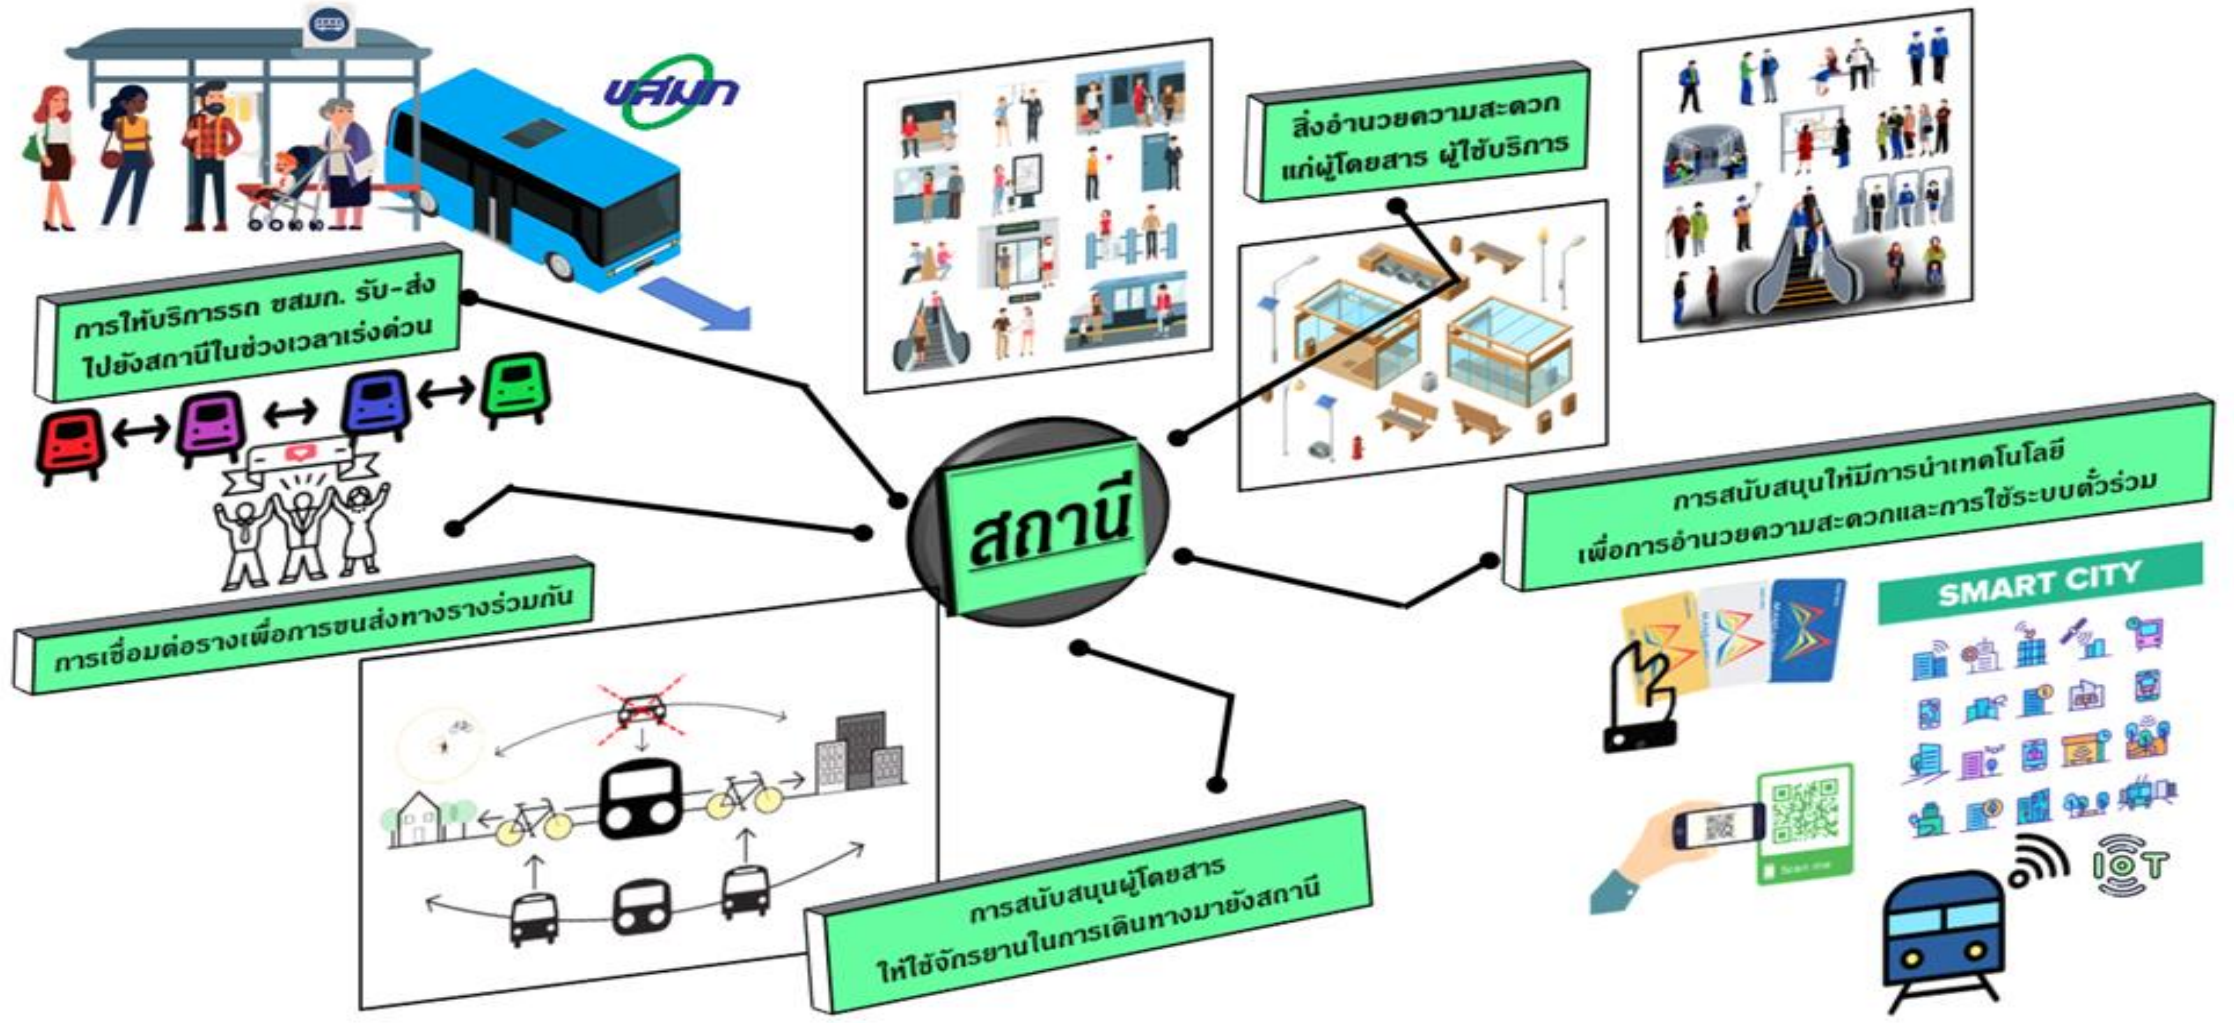 ขสมก
การให้บริการรถ ขสมก. รับ-ส่ง
ไปยังสถานีในช่วงเวลาเร่งด่วน
สิ่งอำนวยความสะดวก
แก่ผู้โดยสาร ผู้ใช้บริการ
สถานี
การเชื่อมต่อรางเพื่อการขนส่งทางรางร่วมกัน
การสนับสนุนให้มีการนำเทคโนโลยี
เพื่อการอำนวยความสะดวกและการใช้ระบบตั๋วร่วม
SMART CITY
Scan me
IOT
การสนับสนุนผู้โดยสาร
ให้ใช้จักรยานในการเดินทางมายังสถานี